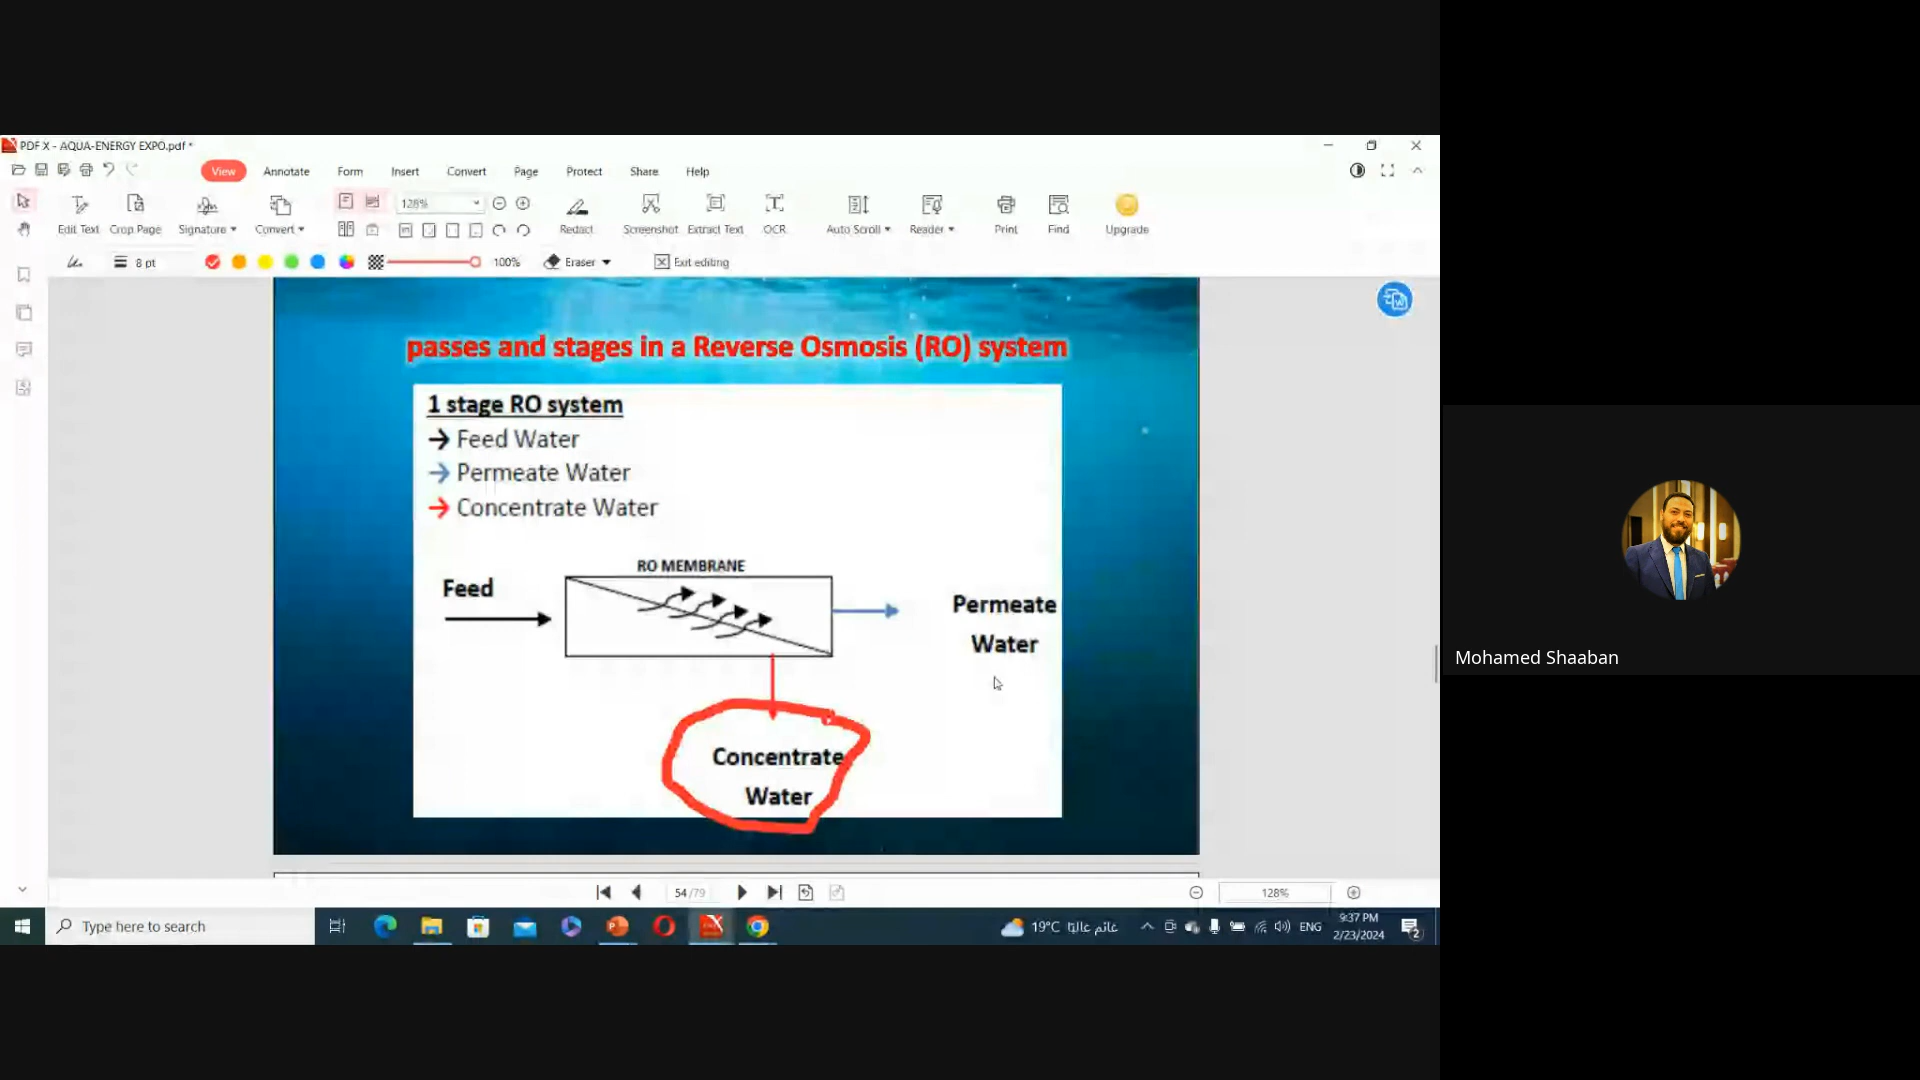 PDF X - AQUA-ENERGY EXPO.pdf *
View Annotate Form Insert Convert Page Protect Share Help
128%
Edit Text Crop Page Signature Convert Redact Screenshot Extract Text OCR Auto Scroll Reader Print Find Upgrade
8 pt 100% Eraser Exit editing
passes and stages in a Reverse Osmosis (RO) system
1 stage RO system
→ Feed Water
→ Permeate Water
→ Concentrate Water
RO MEMBRANE
Feed
Permeate
Water
Concentrate
Water
Mohamed Shaaban
54 /79
128%
Type here to search
19°C غائم غالبًا
ENG
9:37 PM
2/23/2024
2